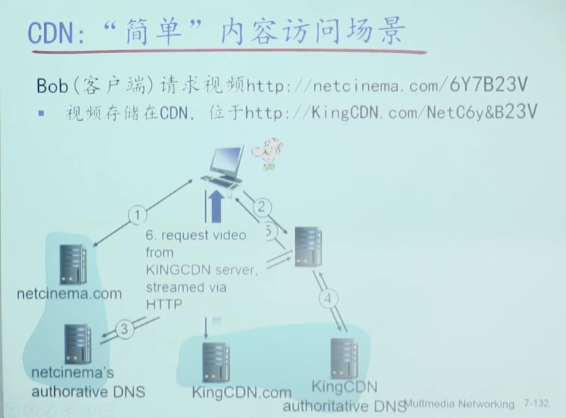 CDN: “简单”内容访问场景
Bob(客户端)请求视频http://netcinema.com/6Y7B23V
视频存储在CDN, 位于http://KingCDN.com/NetC6y&B23V
1
2
5
6. request video
from
KINGCDN server,
streamed via
HTTP
netcinema.com
4
3
netcinema's
authorative DNS
KingCDN.com
KingCDN
authoritative DNS
Multmedia Networking 7-132